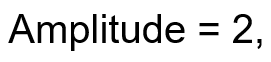 Amplitude = 2,